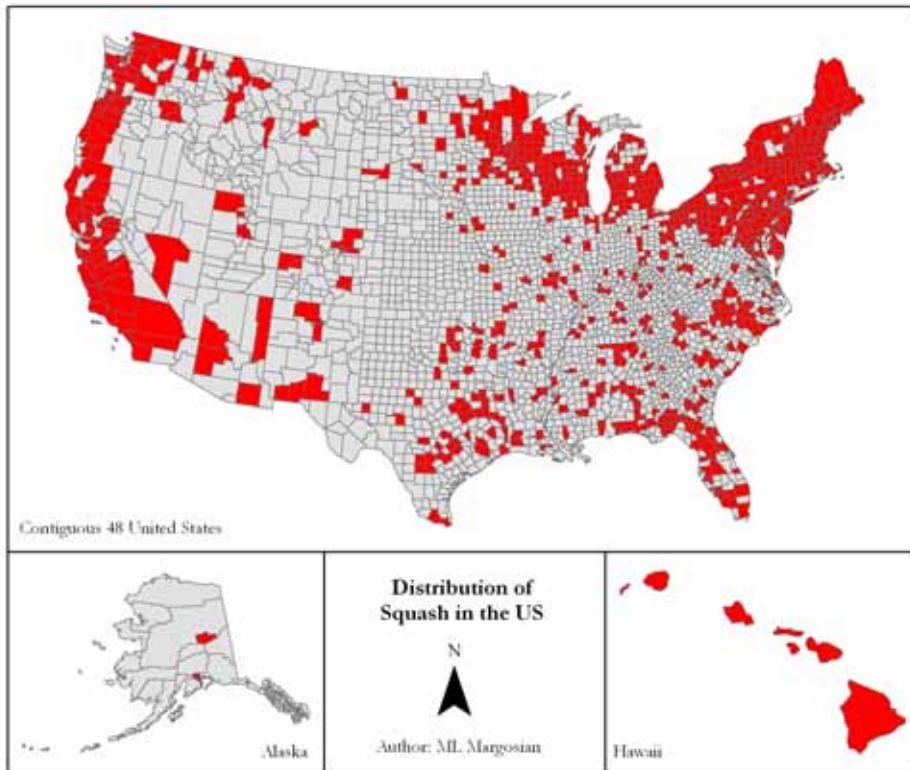 Contiguous 48 United States
Alaska
Distribution of
Squash in the US
N
Author: ML Margosian
Hawaii